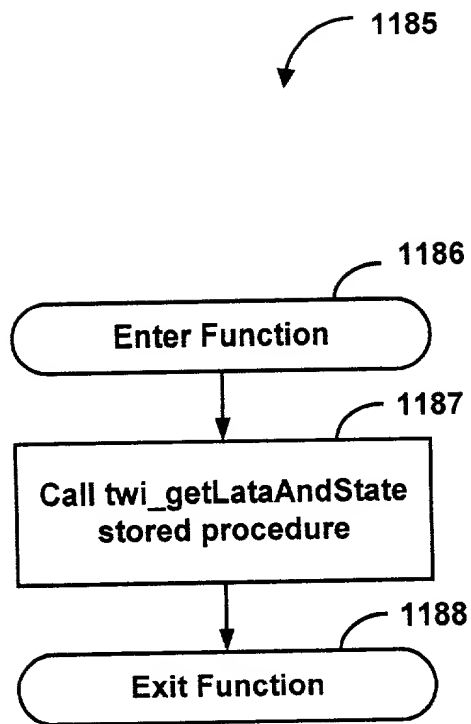 1185
1186
Enter Function
1187
Call twi_getLataAndState
stored procedure
1188
Exit Function